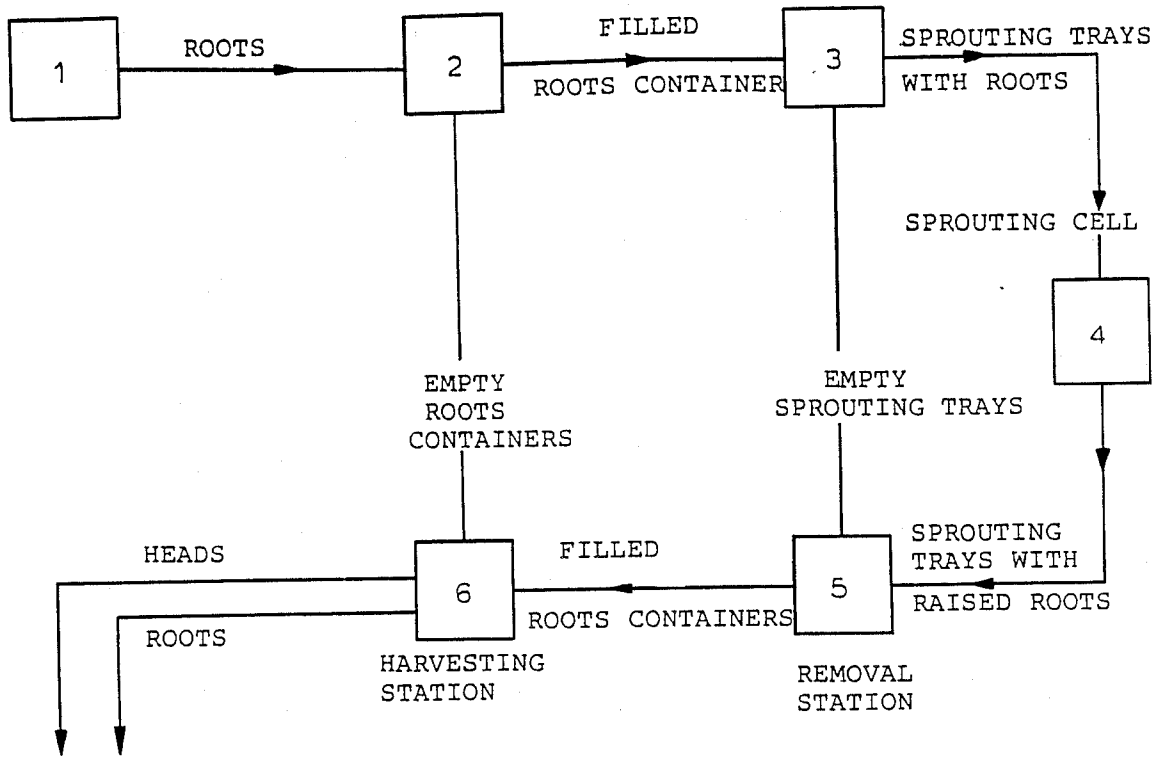 1
ROOTS
2
FILLED
ROOTS CONTAINER
3
SPROUTING TRAYS
WITH ROOTS
SPROUTING CELL
4
EMPTY
ROOTS
CONTAINERS
EMPTY
SPROUTING TRAYS
SPROUTING
TRAYS WITH
RAISED ROOTS
5
REMOVAL
STATION
FILLED
ROOTS CONTAINERS
6
HARVESTING
STATION
HEADS
ROOTS